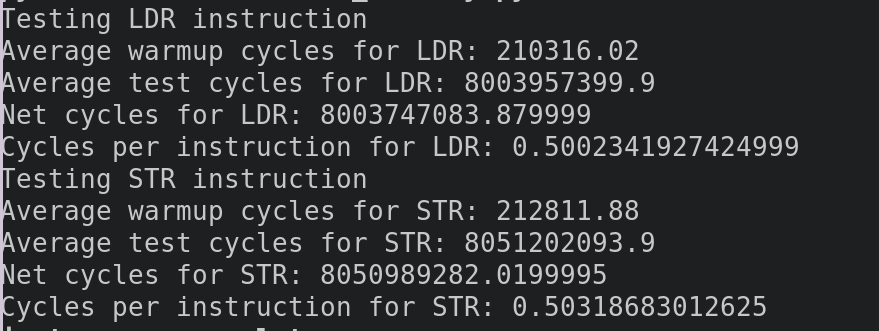 Testing LDR instruction
Average warmup cycles for LDR: 210316.02
Average test cycles for LDR: 8003957399.9
Net cycles for LDR: 8003747083.879999
Cycles per instruction for LDR: 0.5002341927424999
Testing STR instruction
Average warmup cycles for STR: 212811.88
Average test cycles for STR: 8051202093.9
Net cycles for STR: 8050989282.0199995
Cycles per instruction for STR: 0.50318683012625